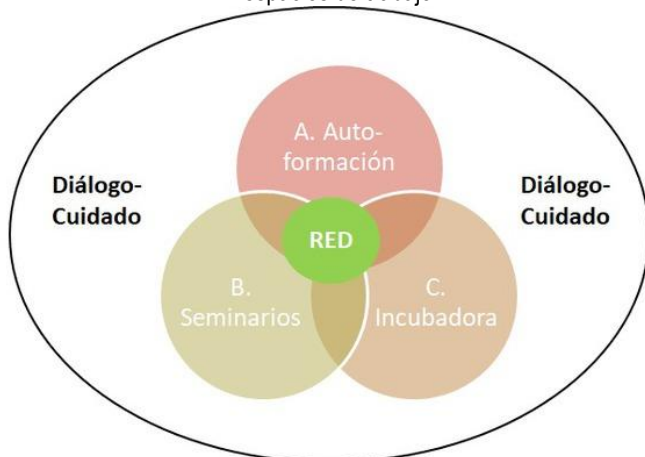 A. Auto-
formación
Diálogo-
Cuidado
Diálogo-
Cuidado
RED
B.
Seminarios
C.
Incubadora